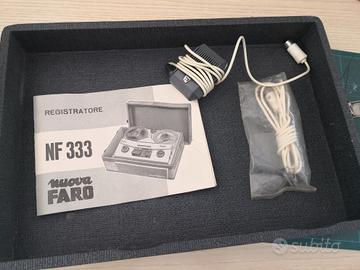 REGISTRATORE
NF 333
nuova
FARO
subito